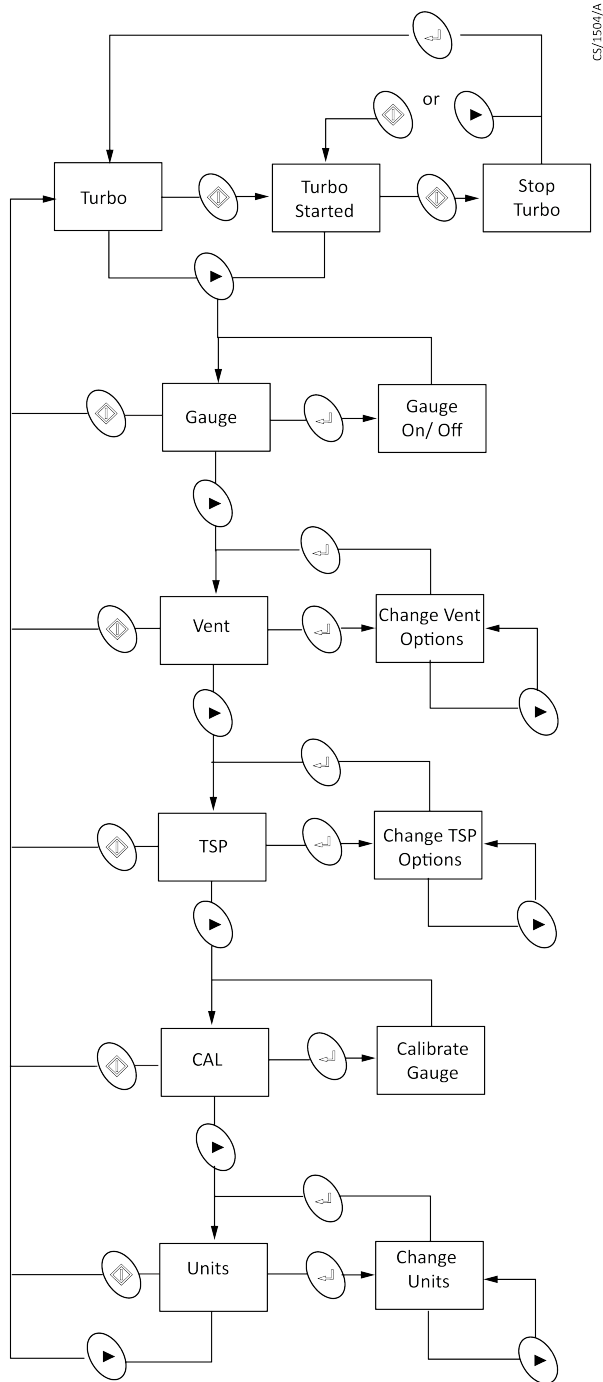 CS/1504/A
or
Turbo
Turbo
Started
Stop
Turbo
Gauge
Gauge
On/ Off
Vent
Change Vent
Options
TSP
Change TSP
Options
CAL
Calibrate
Gauge
Units
Change
Units